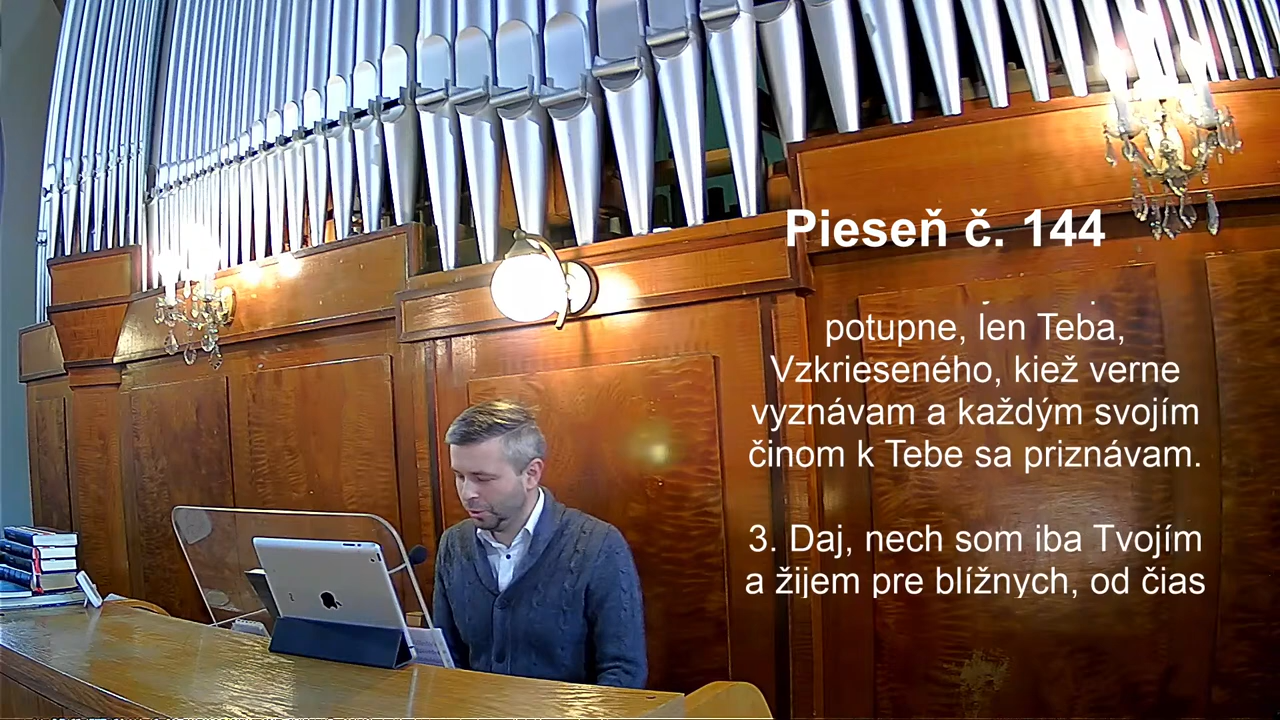 Pieseň č. 144
potupne, len Teba,
Vzkrieseného, kiež verne
vyznávam a každým svojím
činom k Tebe sa priznávam.
3. Daj, nech som iba Tvojím
a žijem pre blížnych, od čias